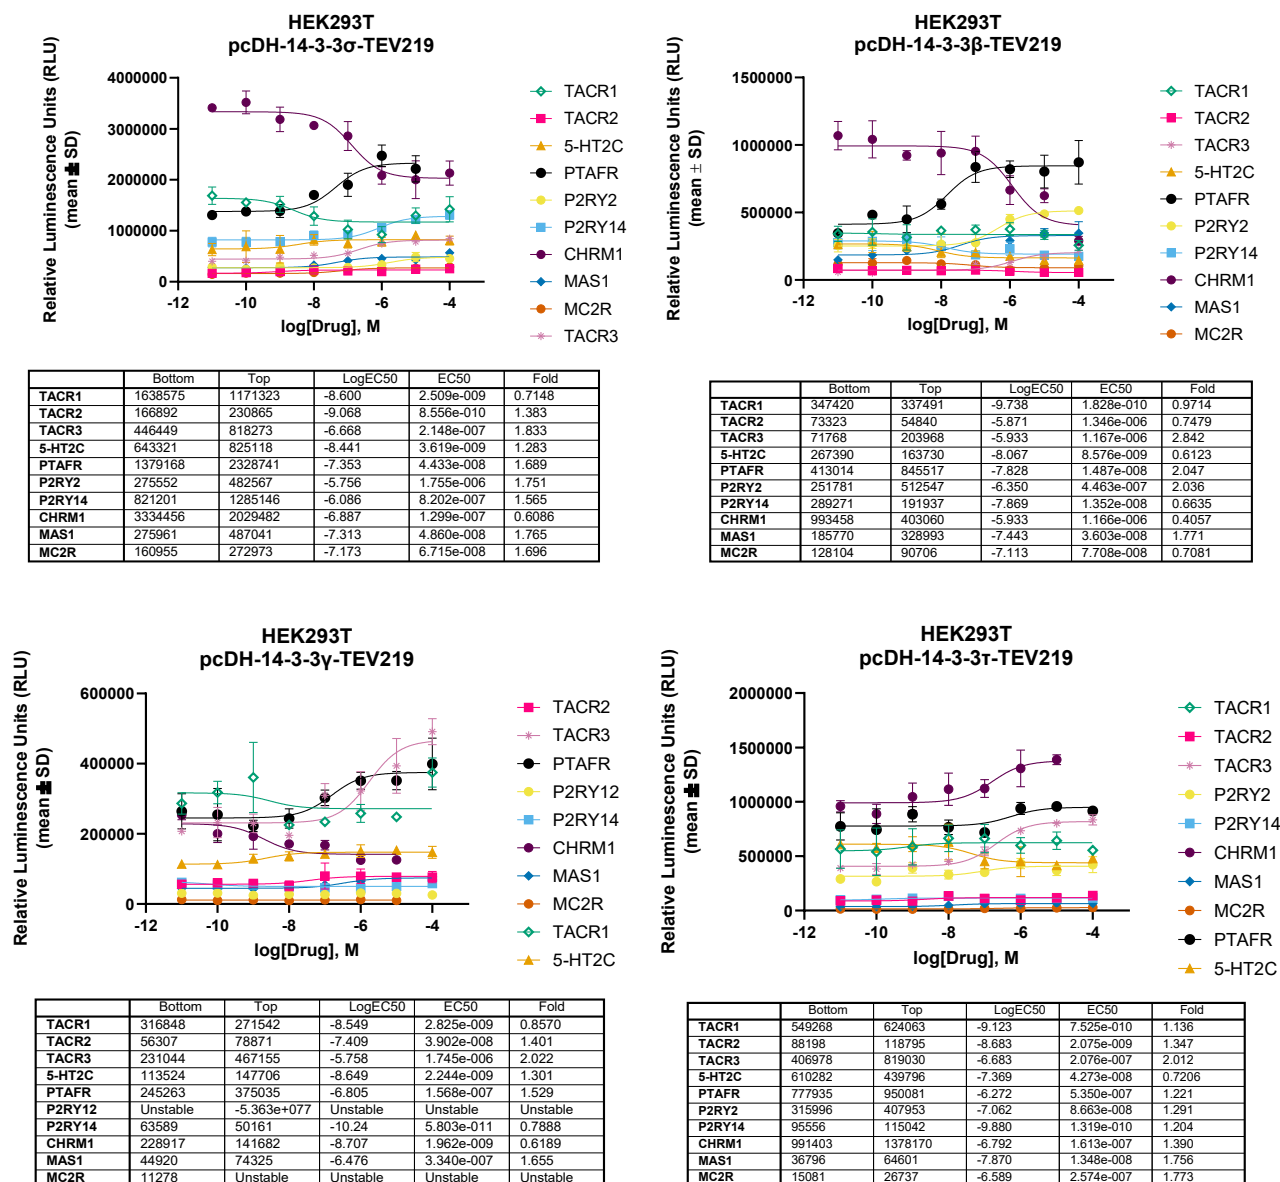 HEK293T
pcDH-14-3-3σ-TEV219
Relative Luminescence Units (RLU)
(mean ± SD)
4000000
3000000
2000000
1000000
0
-12
-10
-8
-6
-4
log[Drug], M
TACR1
TACR2
5-HT2C
PTAFR
P2RY2
P2RY14
CHRM1
MAS1
MC2R
TACR3
Bottom Top LogEC50 EC50 Fold
TACR1 1638575 1171323 -8.600 2.509e-009 0.7148
TACR2 166892 230865 -9.068 8.556e-010 1.383
TACR3 446449 818273 -6.668 2.148e-007 1.833
5-HT2C 643321 825118 -8.441 3.619e-009 1.283
PTAFR 1379168 2328741 -7.353 4.433e-008 1.689
P2RY2 275552 482567 -5.756 1.755e-006 1.751
P2RY14 821201 1285146 -6.086 8.202e-007 1.565
CHRM1 3334456 2029482 -6.887 1.299e-007 0.6086
MAS1 275961 487041 -7.313 4.860e-008 1.765
MC2R 160955 272973 -7.173 6.715e-008 1.696
HEK293T
pcDH-14-3-3β-TEV219
Relative Luminescence Units (RLU)
(mean ± SD)
1500000
1000000
500000
0
-12
-10
-8
-6
-4
log[Drug], M
TACR1
TACR2
TACR3
5-HT2C
PTAFR
P2RY2
P2RY14
CHRM1
MAS1
MC2R
Bottom Top LogEC50 EC50 Fold
TACR1 347420 337491 -9.738 1.828e-010 0.9714
TACR2 73323 54840 -5.871 1.346e-006 0.7479
TACR3 71768 203968 -5.933 1.167e-006 2.842
5-HT2C 267390 163730 -8.067 8.576e-009 0.6123
PTAFR 413014 845517 -7.828 1.487e-008 2.047
P2RY2 251781 512547 -6.350 4.463e-007 2.036
P2RY14 289271 191937 -7.869 1.352e-008 0.6635
CHRM1 993458 403060 -5.933 1.166e-006 0.4057
MAS1 185770 328993 -7.443 3.603e-008 1.771
MC2R 128104 90706 -7.113 7.708e-008 0.7081
HEK293T
pcDH-14-3-3γ-TEV219
Relative Luminescence Units (RLU)
(mean ± SD)
600000
400000
200000
0
-12
-10
-8
-6
-4
log[Drug], M
TACR2
TACR3
PTAFR
P2RY12
P2RY14
CHRM1
MAS1
MC2R
TACR1
5-HT2C
Bottom Top LogEC50 EC50 Fold
TACR1 316848 271542 -8.549 2.825e-009 0.8570
TACR2 56307 78871 -7.409 3.902e-008 1.401
TACR3 231044 467155 -5.758 1.745e-006 2.022
5-HT2C 113524 147706 -8.649 2.244e-009 1.301
PTAFR 245263 375035 -6.805 1.568e-007 1.529
P2RY12 Unstable -5.363e+077 Unstable Unstable Unstable
P2RY14 63589 50161 -10.24 5.803e-011 0.7888
CHRM1 228917 141682 -8.707 1.962e-009 0.6189
MAS1 44920 74325 -6.476 3.340e-007 1.655
MC2R 11278 Unstable Unstable Unstable Unstable
HEK293T
pcDH-14-3-3τ-TEV219
Relative Luminescence Units (RLU)
(mean ± SD)
2000000
1500000
1000000
500000
0
-12
-10
-8
-6
-4
log[Drug], M
TACR1
TACR2
TACR3
P2RY2
P2RY14
CHRM1
MAS1
MC2R
PTAFR
5-HT2C
Bottom Top LogEC50 EC50 Fold
TACR1 549268 624063 -9.123 7.525e-010 1.136
TACR2 88198 118795 -8.683 2.075e-009 1.347
TACR3 406978 819030 -6.683 2.076e-007 2.012
5-HT2C 610282 439796 -7.369 4.273e-008 0.7206
PTAFR 777935 950081 -6.272 5.350e-007 1.221
P2RY2 315996 407953 -7.062 8.663e-008 1.291
P2RY14 95556 115042 -9.880 1.319e-010 1.204
CHRM1 991403 1378170 -6.792 1.613e-007 1.390
MAS1 36796 64601 -7.870 1.348e-008 1.756
MC2R 15081 26737 -6.589 2.574e-007 1.773